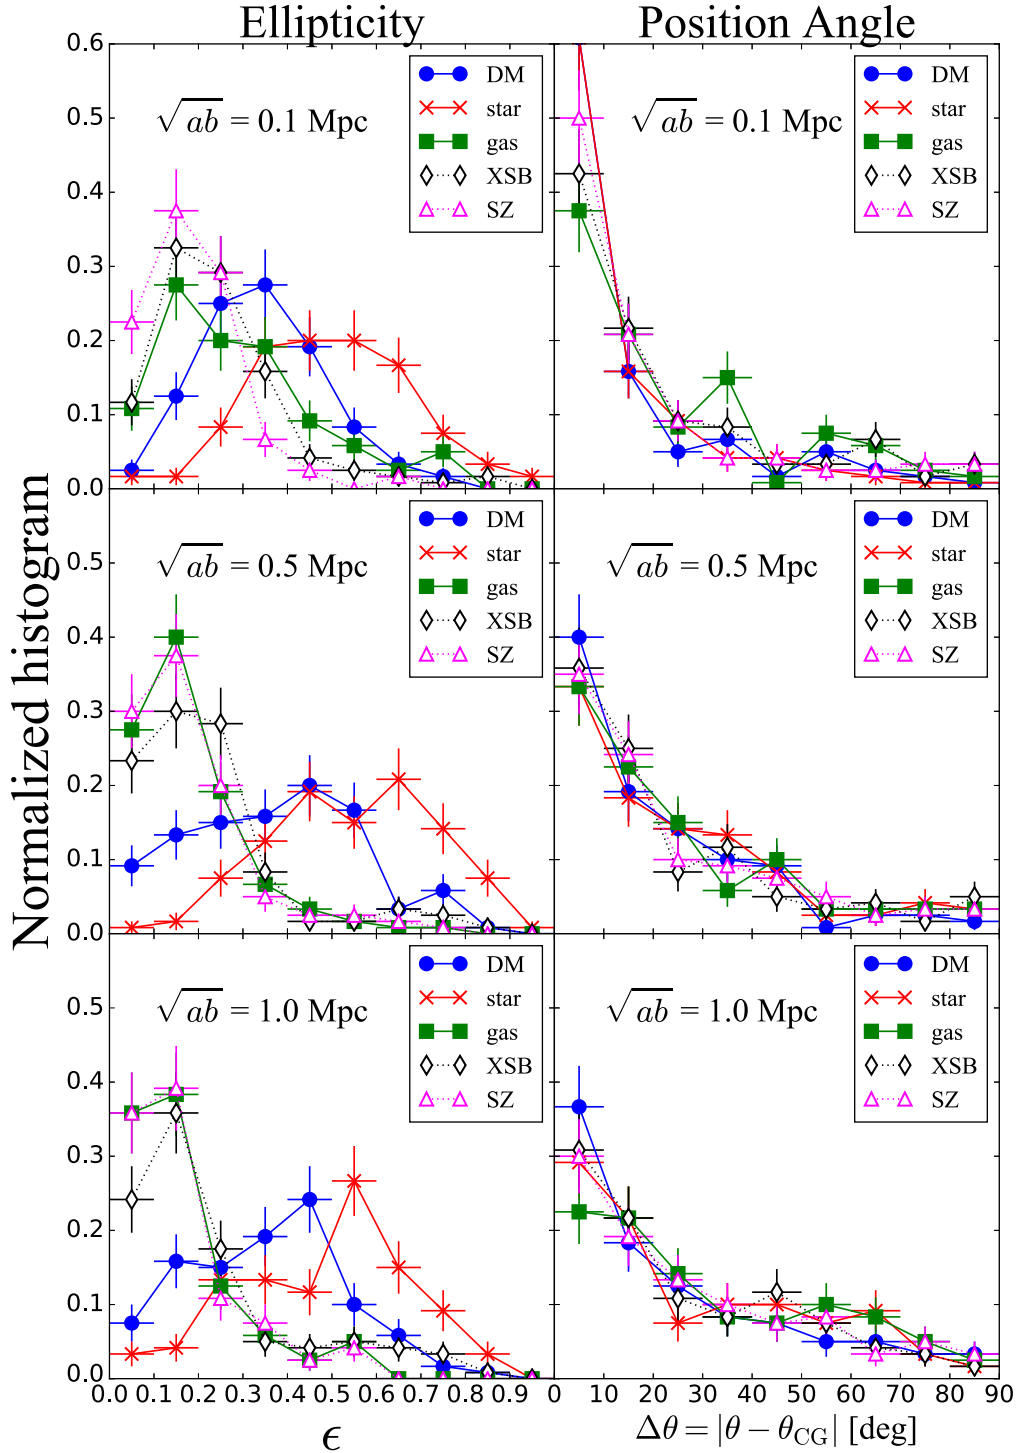 Ellipticity
Position Angle
Normalized histogram
0.6
0.5
0.4
0.3
0.2
0.1
0.0
√ab = 0.1 Mpc
DM
star
gas
XSB
SZ
√ab = 0.1 Mpc
DM
star
gas
XSB
SZ
0.5
0.4
0.3
0.2
0.1
0.0
√ab = 0.5 Mpc
DM
star
gas
XSB
SZ
√ab = 0.5 Mpc
DM
star
gas
XSB
SZ
0.5
0.4
0.3
0.2
0.1
0.0
√ab = 1.0 Mpc
DM
star
gas
XSB
SZ
√ab = 1.0 Mpc
DM
star
gas
XSB
SZ
0.0 0.1 0.2 0.3 0.4 0.5 0.6 0.7 0.8 0.9
0 10 20 30 40 50 60 70 80 90
ϵ
Δθ = |θ − θCG| [deg]